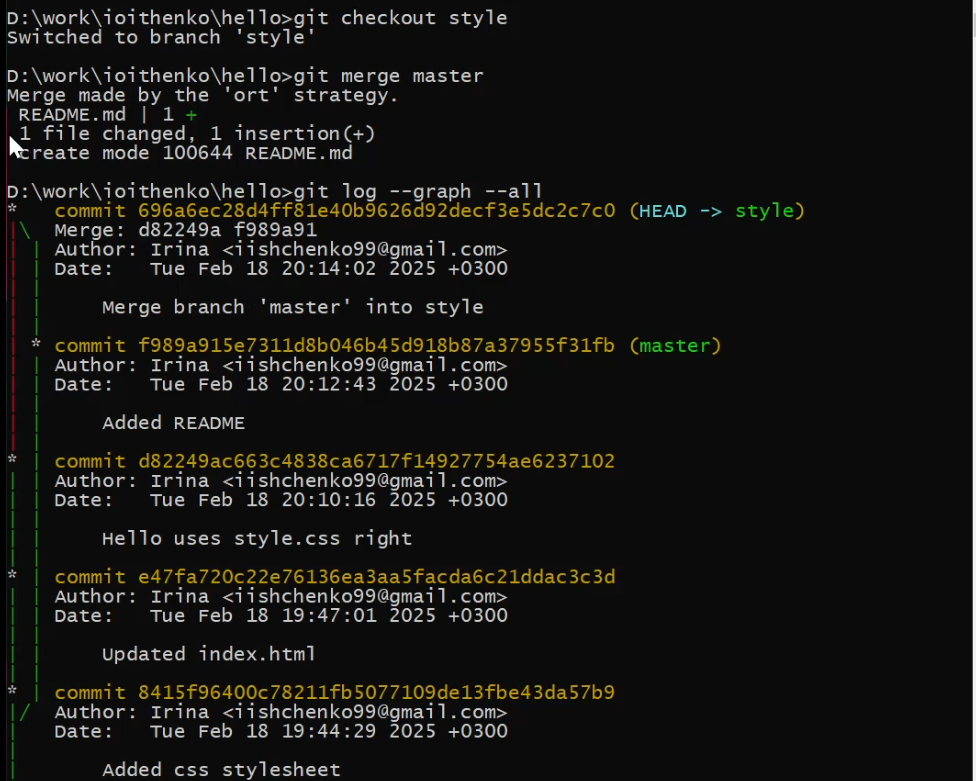 D:\work\ioithenko\hello>git checkout style
Switched to branch 'style'
D:\work\ioithenko\hello>git merge master
Merge made by the 'ort' strategy.
README.md | 1 +
1 file changed, 1 insertion(+)
create mode 100644 README.md
D:\work\ioithenko\hello>git log --graph --all
*   commit 696a6ec28d4ff81e40b9626d92decf3e5dc2c7c0 (HEAD -> style)
|\  Merge: d82249a f989a91
| | Author: Irina <iishchenko99@gmail.com>
| | Date:   Tue Feb 18 20:14:02 2025 +0300
| |
| |     Merge branch 'master' into style
| |
| * commit f989a915e7311d8b046b45d918b87a37955f31fb (master)
| | Author: Irina <iishchenko99@gmail.com>
| | Date:   Tue Feb 18 20:12:43 2025 +0300
| |
| |     Added README
| |
* | commit d82249ac663c4838ca6717f14927754ae6237102
| | Author: Irina <iishchenko99@gmail.com>
| | Date:   Tue Feb 18 20:10:16 2025 +0300
| |
| |     Hello uses style.css right
| |
* | commit e47fa720c22e76136ea3aa5facda6c21ddac3c3d
| | Author: Irina <iishchenko99@gmail.com>
| | Date:   Tue Feb 18 19:47:01 2025 +0300
| |
| |     Updated index.html
| |
* | commit 8415f96400c78211fb5077109de13fbe43da57b9
|/  Author: Irina <iishchenko99@gmail.com>
|   Date:   Tue Feb 18 19:44:29 2025 +0300
|
|       Added css stylesheet